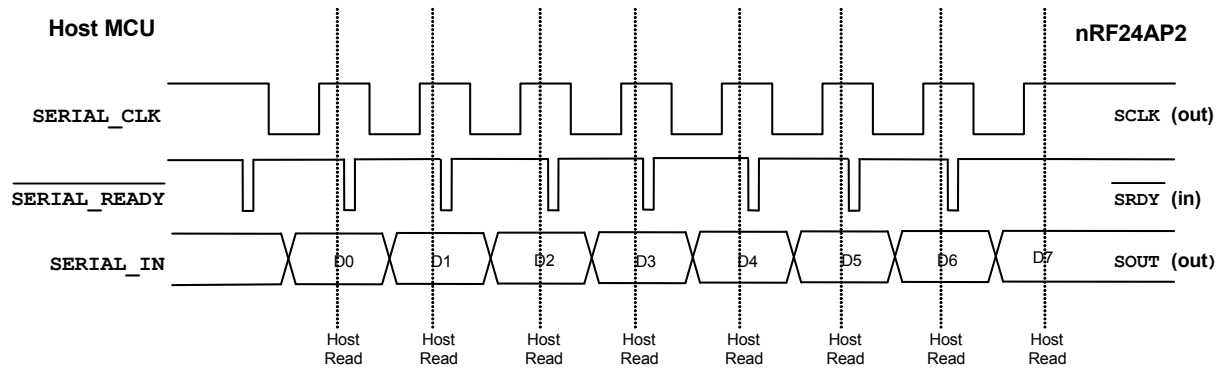 Host MCU
nRF24AP2
SERIAL_CLK
SCLK (out)
SERIAL_READY
SRDY (in)
SERIAL_IN
D0
D1
D2
D3
D4
D5
D6
D7
SOUT (out)
Host
Read
Host
Read
Host
Read
Host
Read
Host
Read
Host
Read
Host
Read
Host
Read